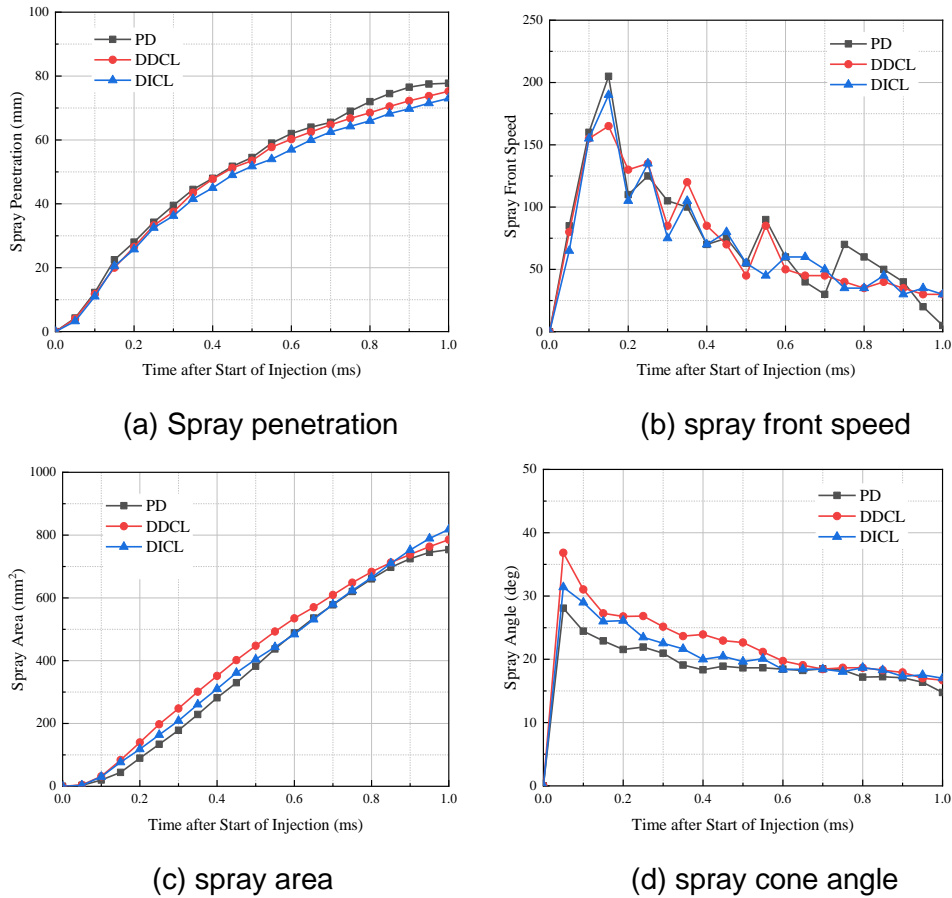 100
80
60
40
20
0
Spray Penetration (mm)
PD
DDCL
DICL
0.0 0.2 0.4 0.6 0.8 1.0
Time after Start of Injection (ms)
(a) Spray penetration
250
200
150
100
50
0
Spray Front Speed
PD
DDCL
DICL
0.0 0.2 0.4 0.6 0.8 1.0
Time after Start of Injection (ms)
(b) spray front speed
1000
800
600
400
200
0
Spray Area (mm²)
PD
DDCL
DICL
0.0 0.2 0.4 0.6 0.8 1.0
Time after Start of Injection (ms)
(c) spray area
50
40
30
20
10
0
Spray Angle (deg)
PD
DDCL
DICL
0.0 0.2 0.4 0.6 0.8 1.0
Time after Start of Injection (ms)
(d) spray cone angle